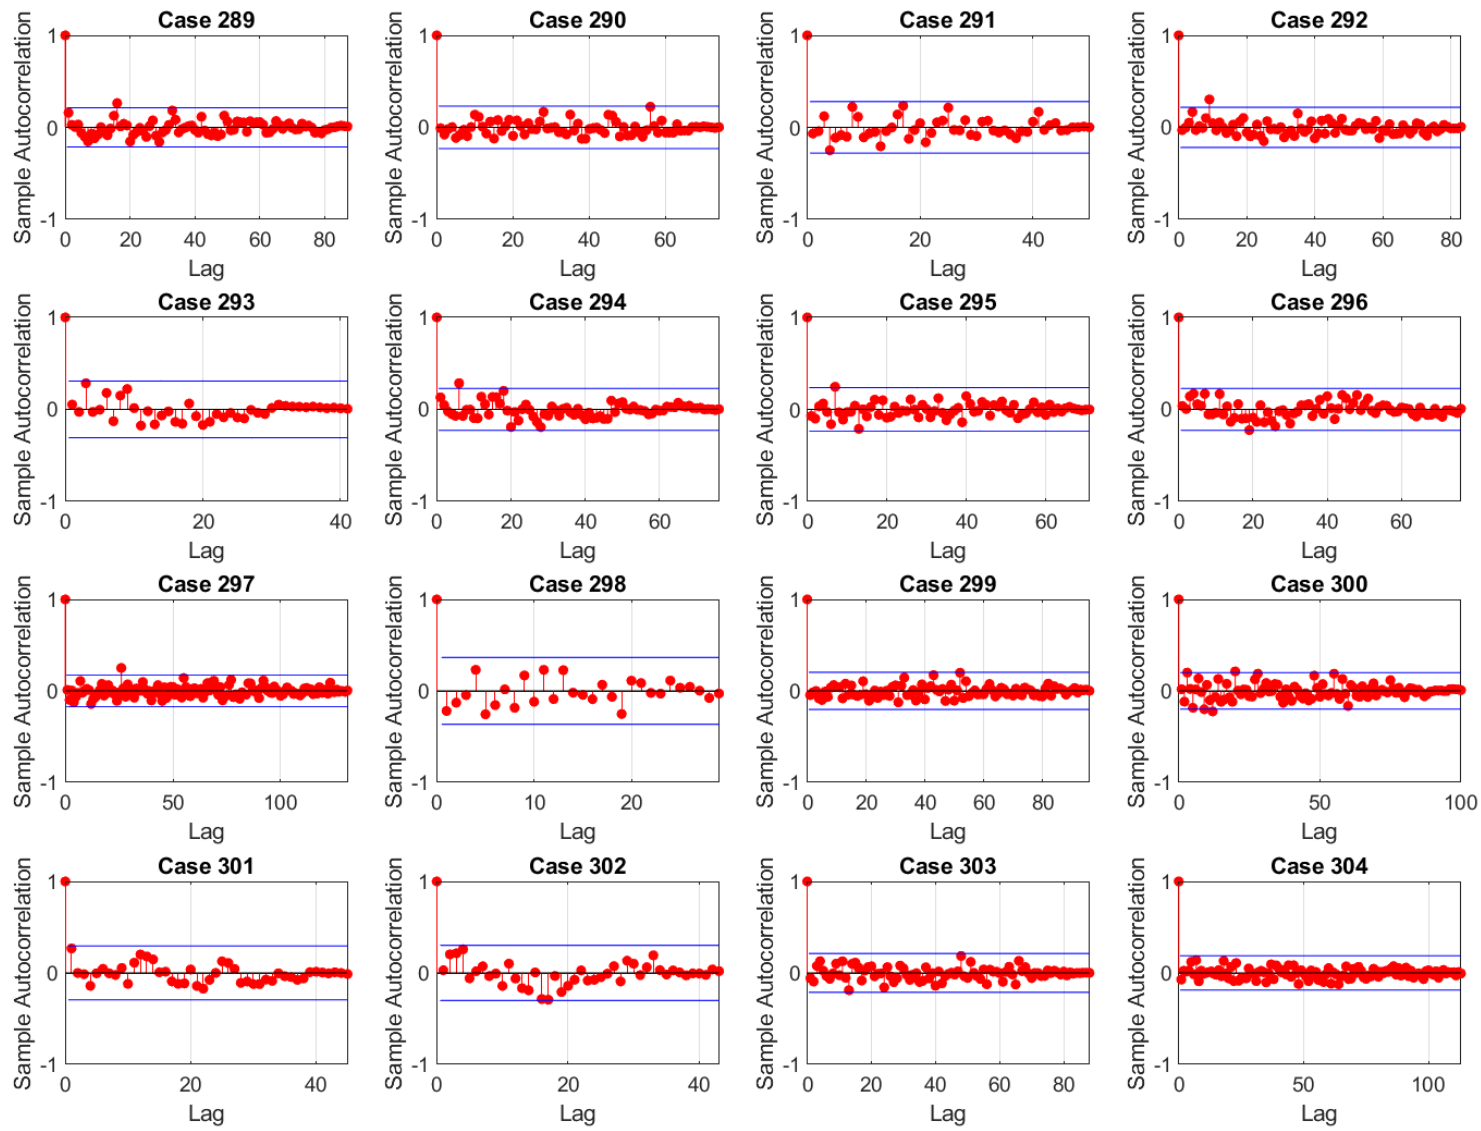 Case 289
Sample Autocorrelation
1
0
-1
0 20 40 60 80
Lag
Case 290
Sample Autocorrelation
1
0
-1
0 20 40 60
Lag
Case 291
Sample Autocorrelation
1
0
-1
0 20 40
Lag
Case 292
Sample Autocorrelation
1
0
-1
0 20 40 60 80
Lag
Case 293
Sample Autocorrelation
1
0
-1
0 20 40
Lag
Case 294
Sample Autocorrelation
1
0
-1
0 20 40 60
Lag
Case 295
Sample Autocorrelation
1
0
-1
0 20 40 60
Lag
Case 296
Sample Autocorrelation
1
0
-1
0 20 40 60
Lag
Case 297
Sample Autocorrelation
1
0
-1
0 50 100
Lag
Case 298
Sample Autocorrelation
1
0
-1
0 10 20
Lag
Case 299
Sample Autocorrelation
1
0
-1
0 20 40 60 80
Lag
Case 300
Sample Autocorrelation
1
0
-1
0 50 100
Lag
Case 301
Sample Autocorrelation
1
0
-1
0 20 40
Lag
Case 302
Sample Autocorrelation
1
0
-1
0 20 40
Lag
Case 303
Sample Autocorrelation
1
0
-1
0 20 40 60 80
Lag
Case 304
Sample Autocorrelation
1
0
-1
0 50 100
Lag